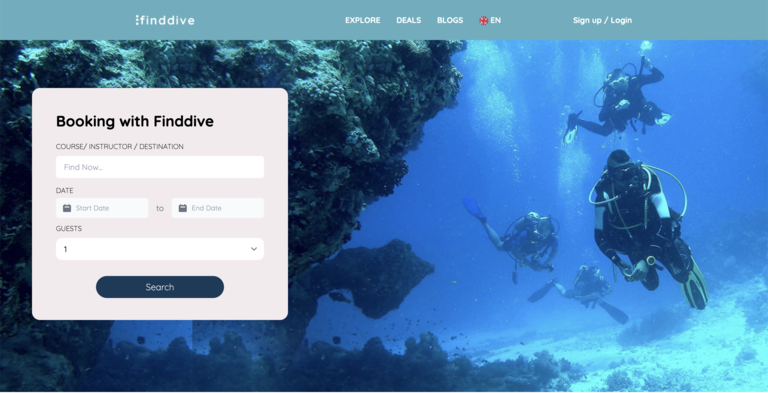 finddive
EXPLORE DEALS BLOGS EN Sign up / Login
Booking with Finddive
COURSE/ INSTRUCTOR / DESTINATION
Find Now...
DATE
Start Date to End Date
GUESTS
1
Search